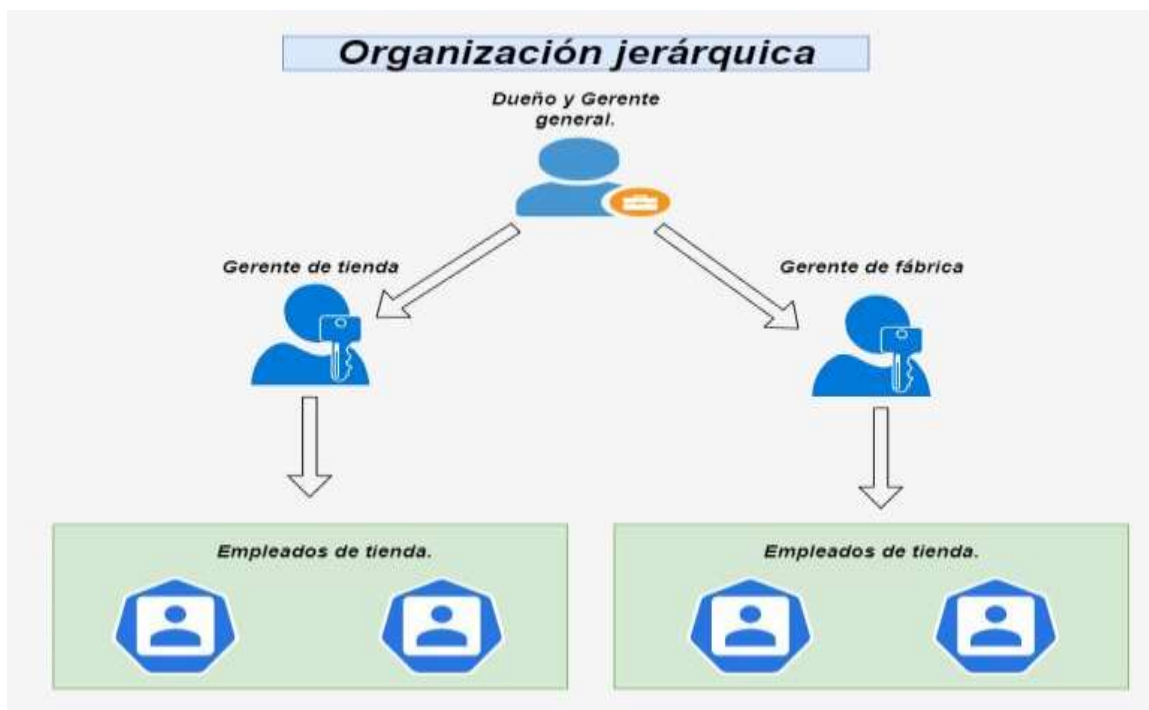 Organización jerárquica
Dueño y Gerente
general.
Gerente de tienda
Gerente de fábrica
Empleados de tienda.
Empleados de tienda.